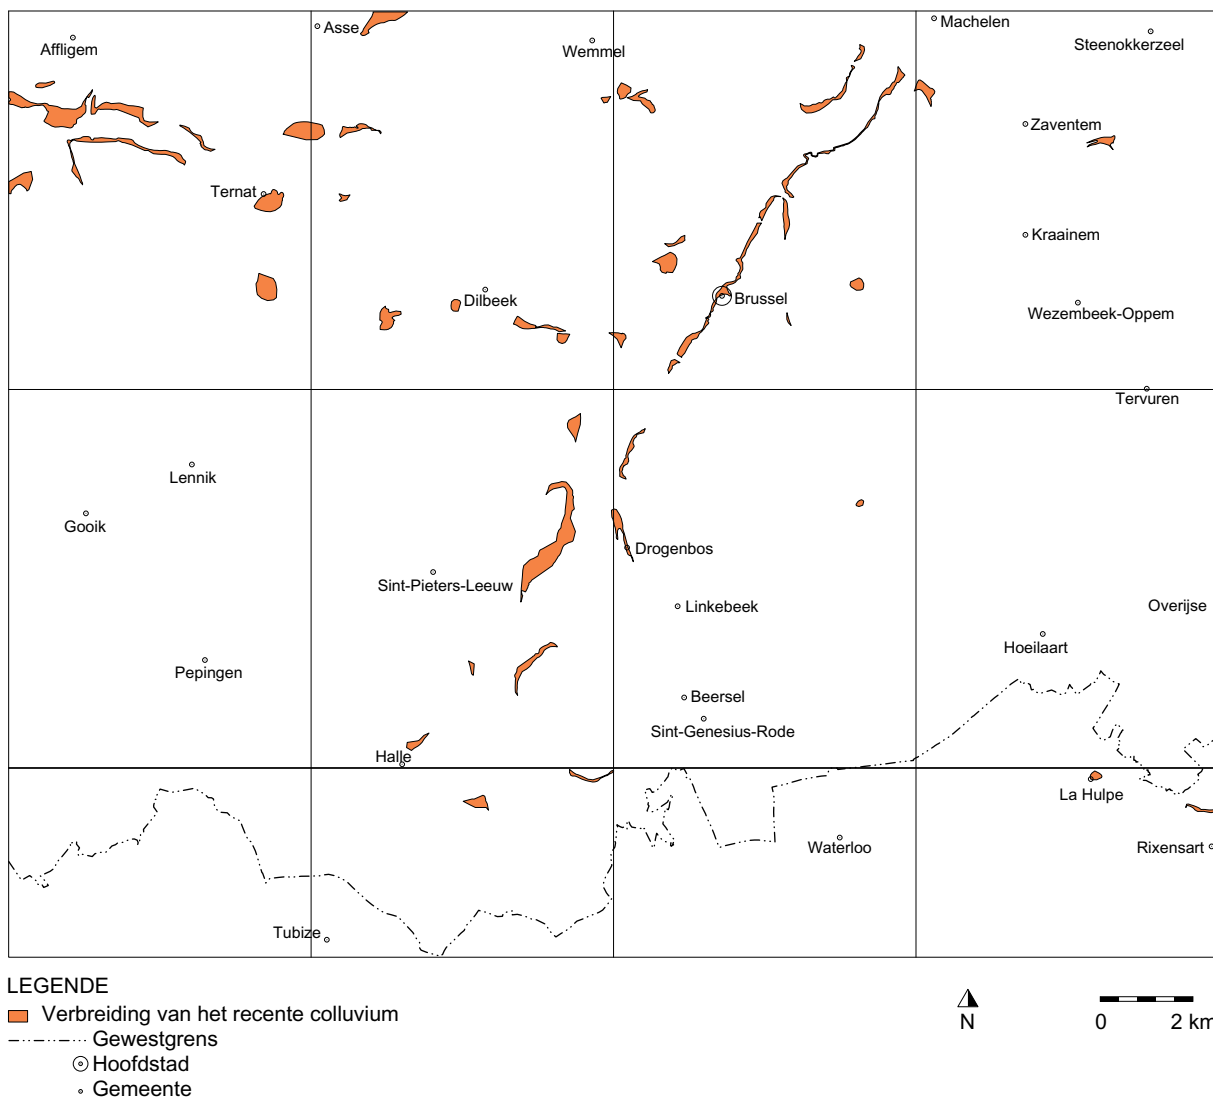 Machelen
Asse
Steenokkerzeel
Affligem
Wemmel
Zaventem
Ternat
Kraainem
Dilbeek
Brussel
Wezembeek-Oppem
Tervuren
Lennik
Gooik
Drogenbos
Sint-Pieters-Leeuw
Linkebeek
Overijse
Hoeilaart
Pepingen
Beersel
Sint-Genesius-Rode
Halle
La Hulpe
Waterloo
Rixensart
Tubize
LEGENDE
Verbreiding van het recente colluvium
Gewestgrens
Hoofdstad
Gemeente
N
0 2 km